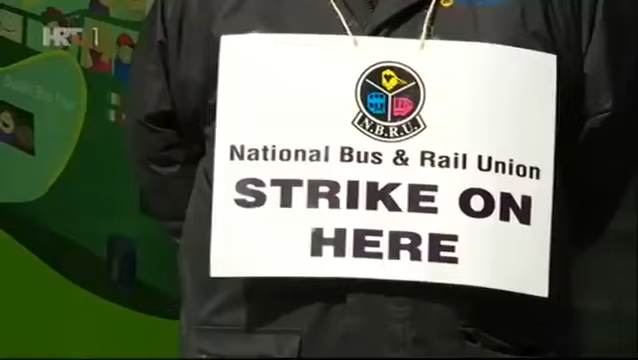 HRT 1
N.B.R.U.
National Bus & Rail Union
STRIKE ON
HERE